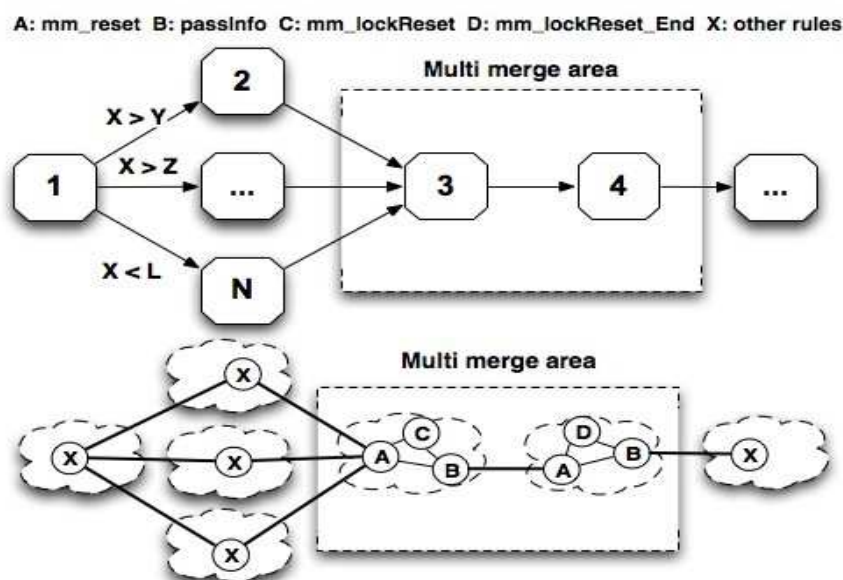 A: mm_reset B: passInfo C: mm_lockReset D: mm_lockReset_End X: other rules
Multi merge area
2
X > Y
X > Z
1
...
3
4
...
X < L
N
Multi merge area
X
C
D
X
X
A
B
A
B
X
X